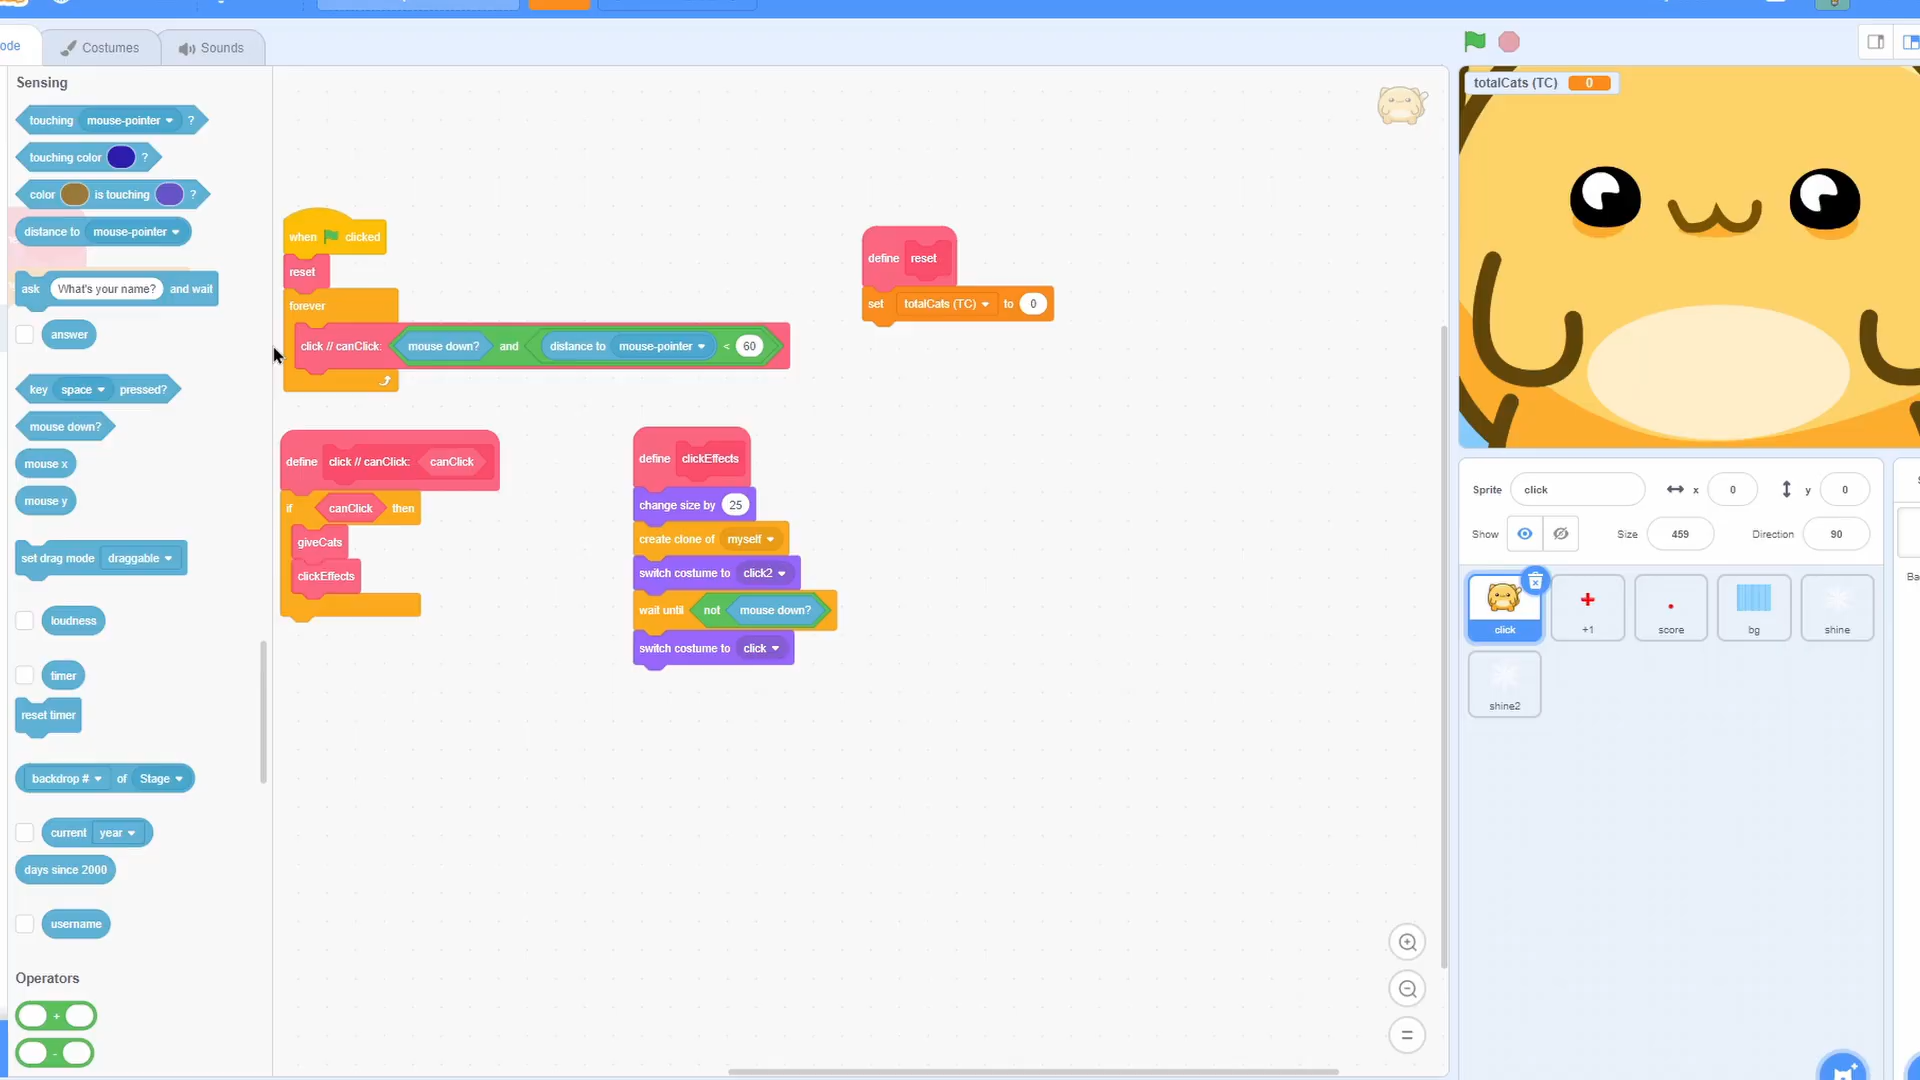 ode
Costumes
Sounds
Sensing
touching mouse-pointer ?
touching color ?
color is touching ?
distance to mouse-pointer
ask What's your name? and wait
answer
key space pressed?
mouse down?
mouse x
mouse y
set drag mode draggable
loudness
timer
reset timer
backdrop # of Stage
current year
days since 2000
username
Operators
+
-
when clicked
reset
forever
click // canClick: mouse down? and distance to mouse-pointer < 60
define click // canClick: canClick
if canClick then
giveCats
clickEffects
define clickEffects
change size by 25
create clone of myself
switch costume to click2
wait until not mouse down?
switch costume to click
define reset
set totalCats (TC) to 0
=
totalCats (TC) 0
Sprite click x 0 y 0
Show Size 459 Direction 90
click
+1
score
bg
shine
shine2